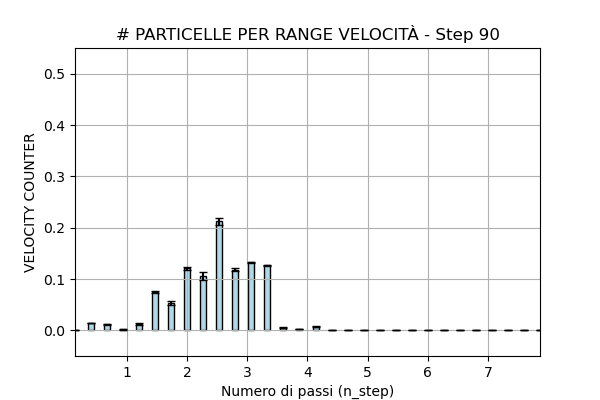 # PARTICELLE PER RANGE VELOCITÀ - Step 90
VELOCITY COUNTER
0.5
0.4
0.3
0.2
0.1
0.0
1 2 3 4 5 6 7
Numero di passi (n_step)